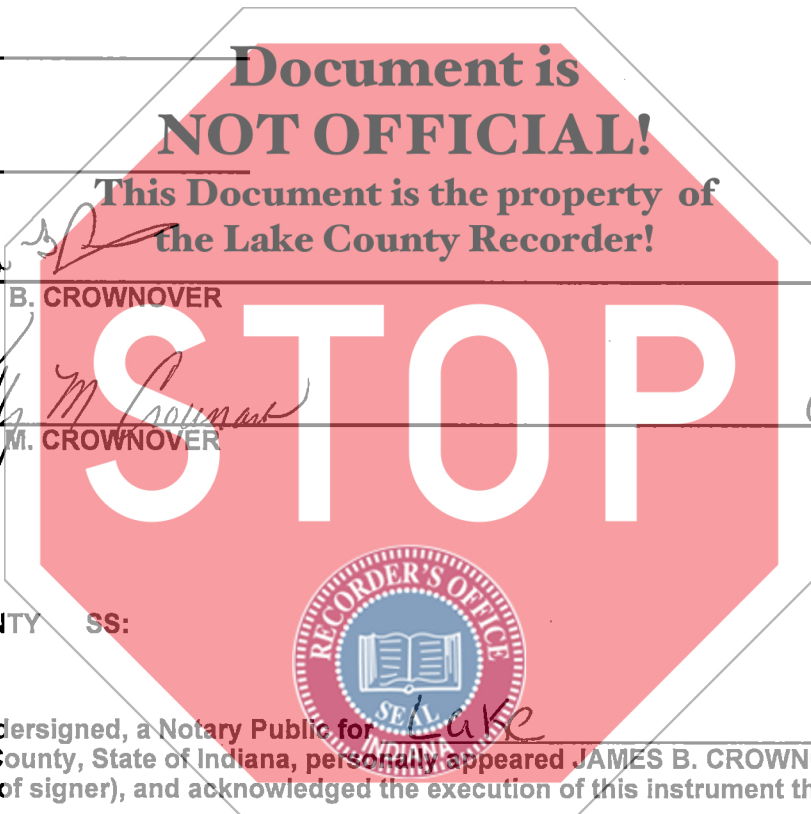 Document is
NOT OFFICIAL!
This Document is the property of
the Lake County Recorder!
B. CROWNOVER
STOP
M Crownover
M. CROWNOVER
RECORDER'S OFFICE
NTY SS:
SEAL
INDIANA
dersigned, a Notary Public for Lake
County, State of Indiana, personally appeared JAMES B. CROWN
of signer), and acknowledged the execution of this instrument th